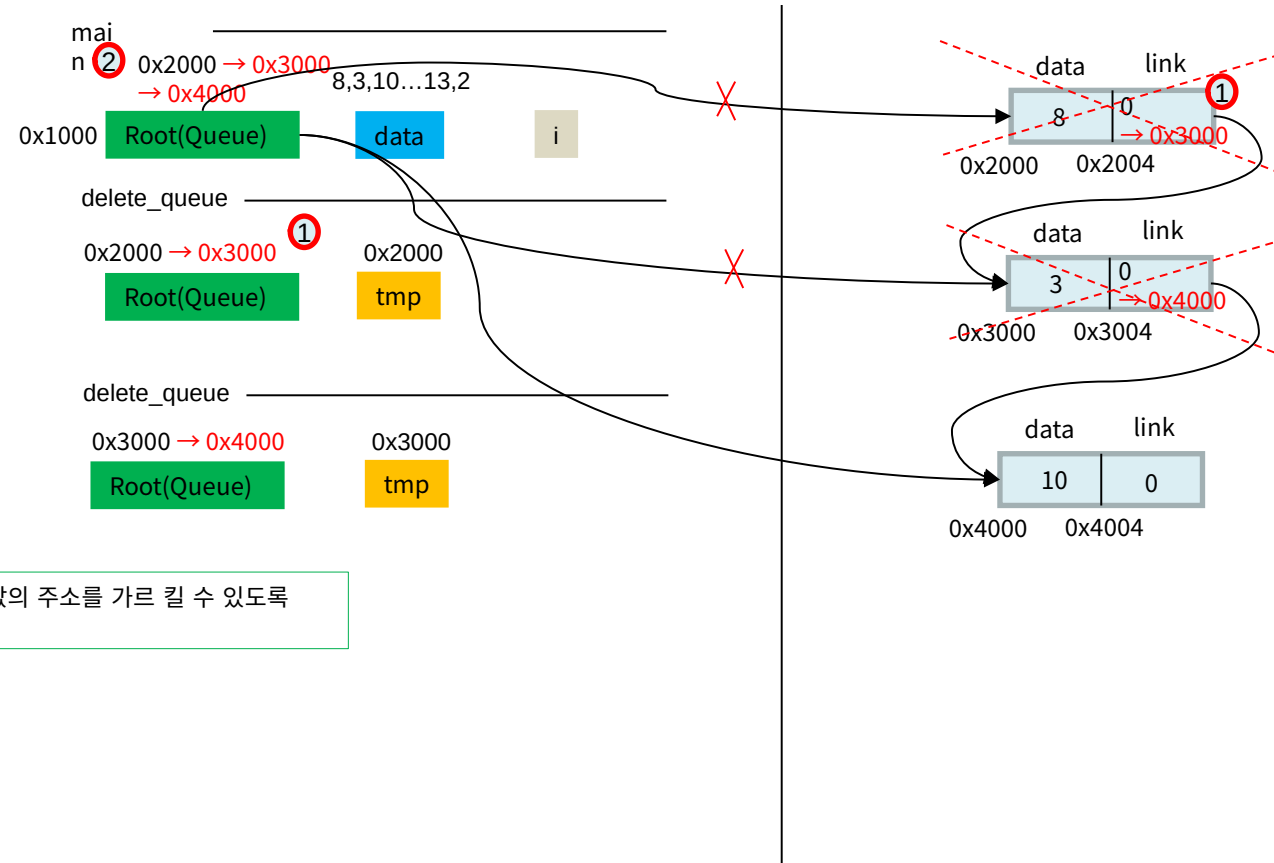 mai
n 2 0x2000 → 0x3000
→ 0x4000
8,3,10…13,2
0x1000 Root(Queue) data i
delete_queue
1
0x2000 → 0x3000 0x2000
Root(Queue) tmp
delete_queue
0x3000 → 0x4000 0x3000
Root(Queue) tmp
의 주소를 가르 킬 수 있도록
data link
1
8 0
→ 0x3000
0x2000 0x2004
data link
3 0
→ 0x4000
0x3000 0x3004
data link
10 0
0x4000 0x4004